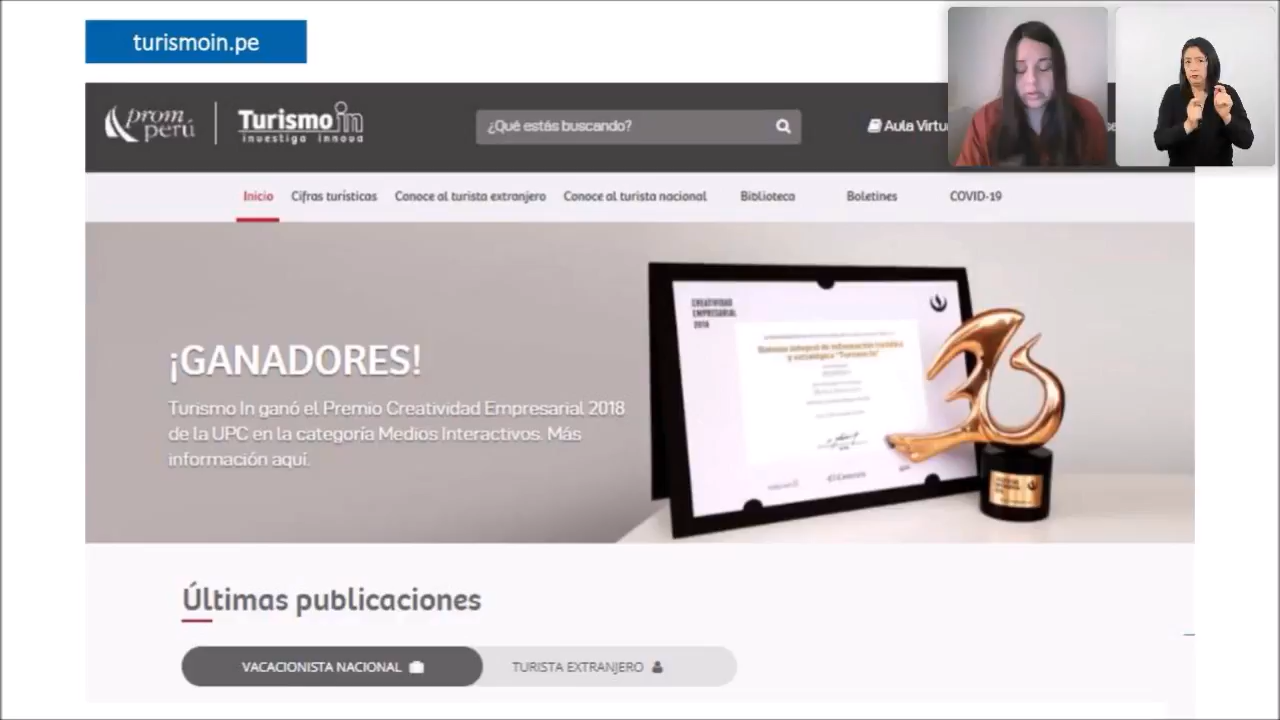 turismoin.pe
prom
perú
Turismo in
investiga innova
¿Qué estás buscando?
Aula Virtu
Inicio
Cifras turísticas
Conoce al turista extranjero
Conoce al turista nacional
Biblioteca
Boletines
COVID-19
¡GANADORES!
Turismo In ganó el Premio Creatividad Empresarial 2018
de la UPC en la categoría Medios Interactivos. Más
información aquí.
CREATIVIDAD
EMPRESARIAL
2018
Últimas publicaciones
VACACIONISTA NACIONAL
TURISTA EXTRANJERO